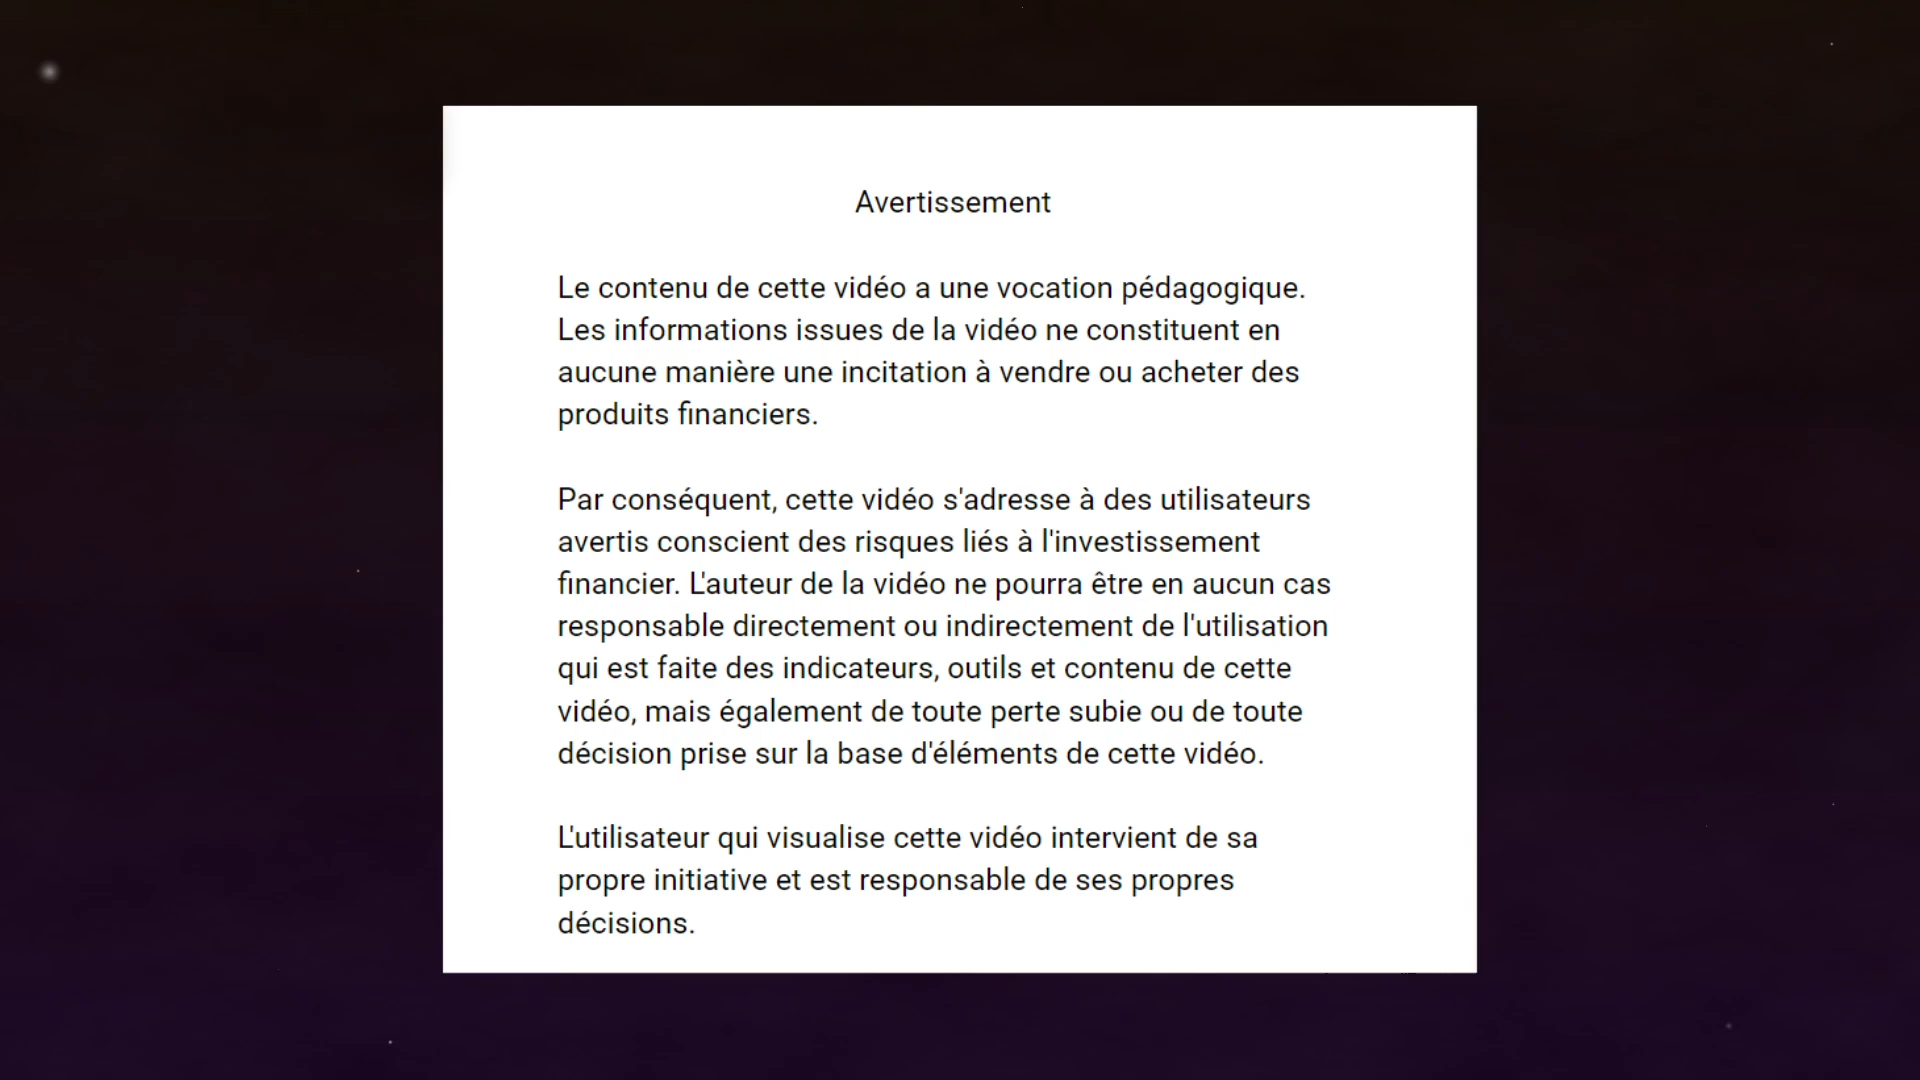 Avertissement
Le contenu de cette vidéo a une vocation pédagogique.
Les informations issues de la vidéo ne constituent en
aucune manière une incitation à vendre ou acheter des
produits financiers.
Par conséquent, cette vidéo s'adresse à des utilisateurs
avertis conscient des risques liés à l'investissement
financier. L'auteur de la vidéo ne pourra être en aucun cas
responsable directement ou indirectement de l'utilisation
qui est faite des indicateurs, outils et contenu de cette
vidéo, mais également de toute perte subie ou de toute
décision prise sur la base d'éléments de cette vidéo.
L'utilisateur qui visualise cette vidéo intervient de sa
propre initiative et est responsable de ses propres
décisions.